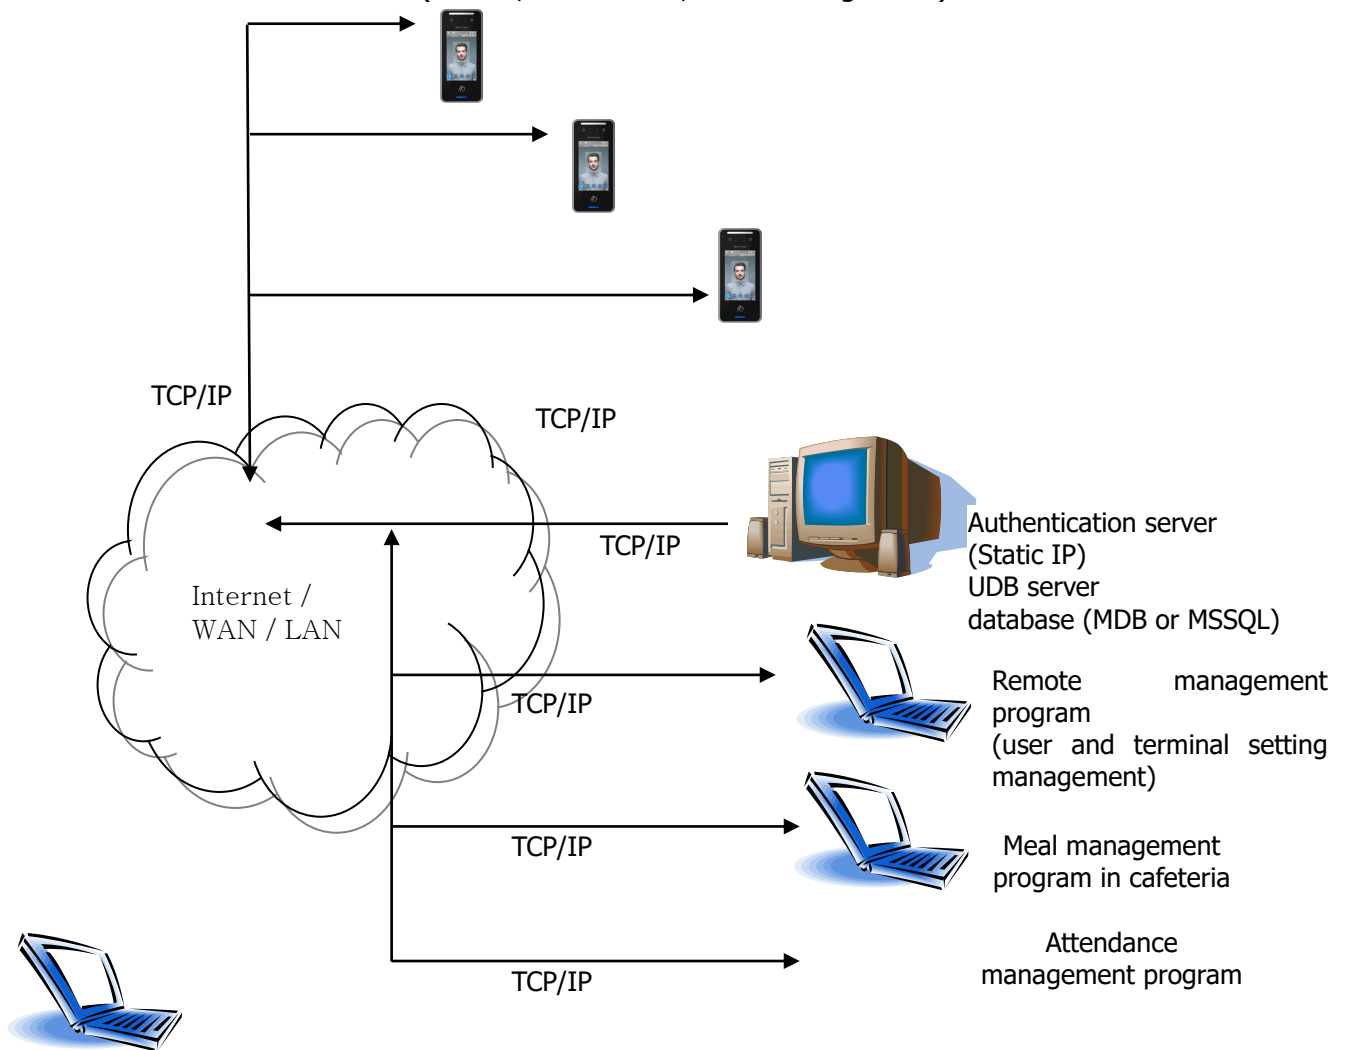 TCP/IP
TCP/IP
TCP/IP
Authentication server
(Static IP)
UDB server
database (MDB or MSSQL)
Internet /
WAN / LAN
Remote management
program
(user and terminal setting
management)
TCP/IP
Meal management
program in cafeteria
TCP/IP
Attendance
management program
TCP/IP